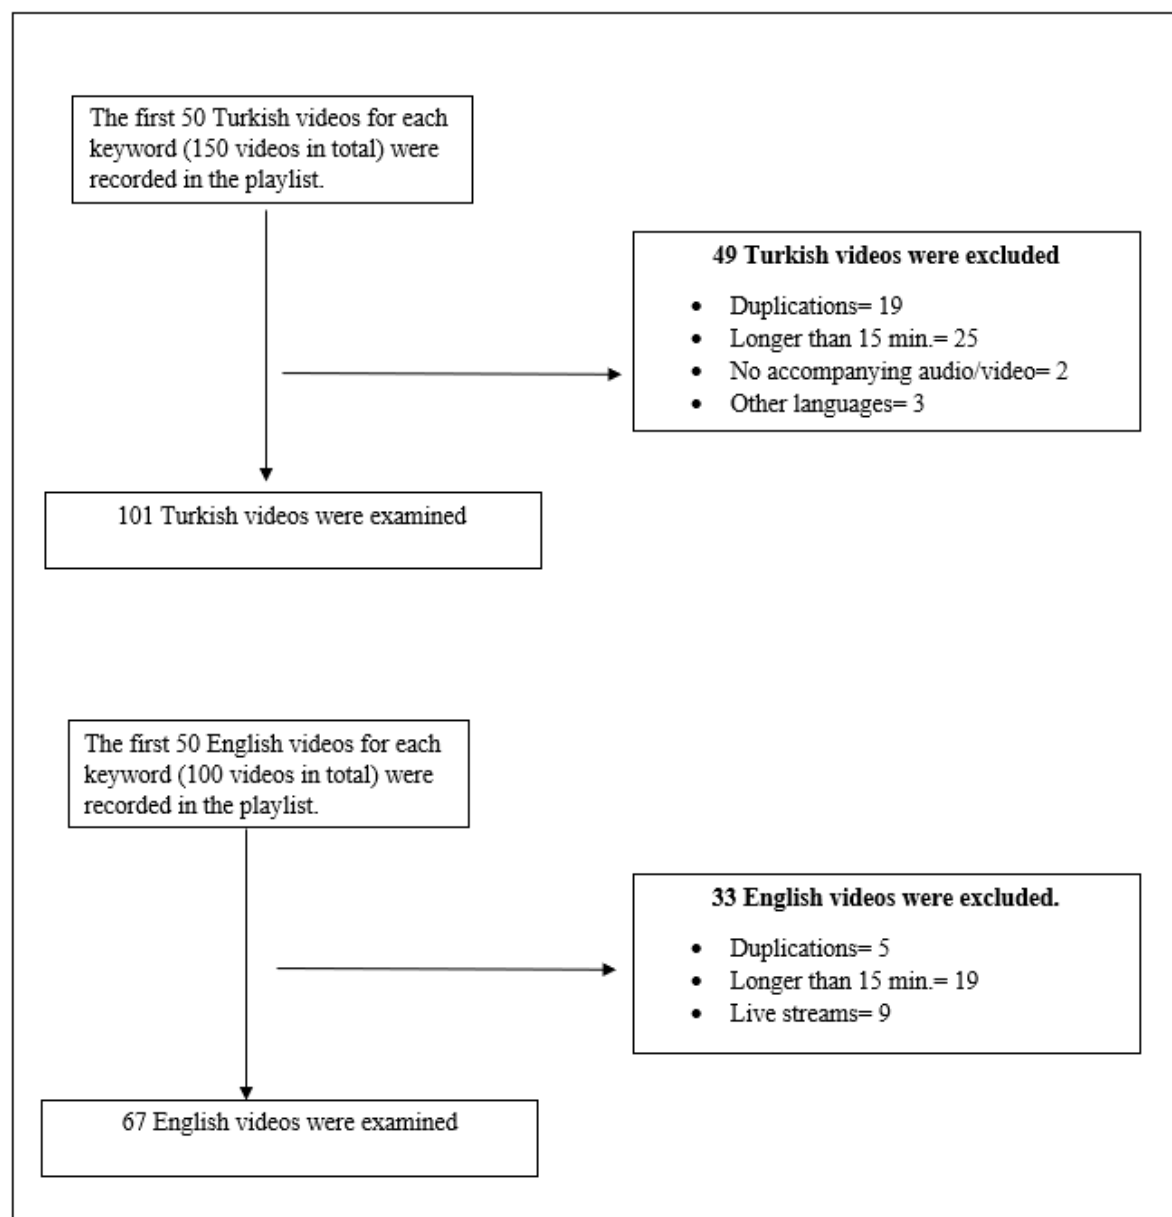 The first 50 Turkish videos for each
keyword (150 videos in total) were
recorded in the playlist.
49 Turkish videos were excluded
• Duplications= 19
• Longer than 15 min.= 25
• No accompanying audio/video= 2
• Other languages= 3
101 Turkish videos were examined
The first 50 English videos for each
keyword (100 videos in total) were
recorded in the playlist.
33 English videos were excluded.
• Duplications= 5
• Longer than 15 min.= 19
• Live streams= 9
67 English videos were examined